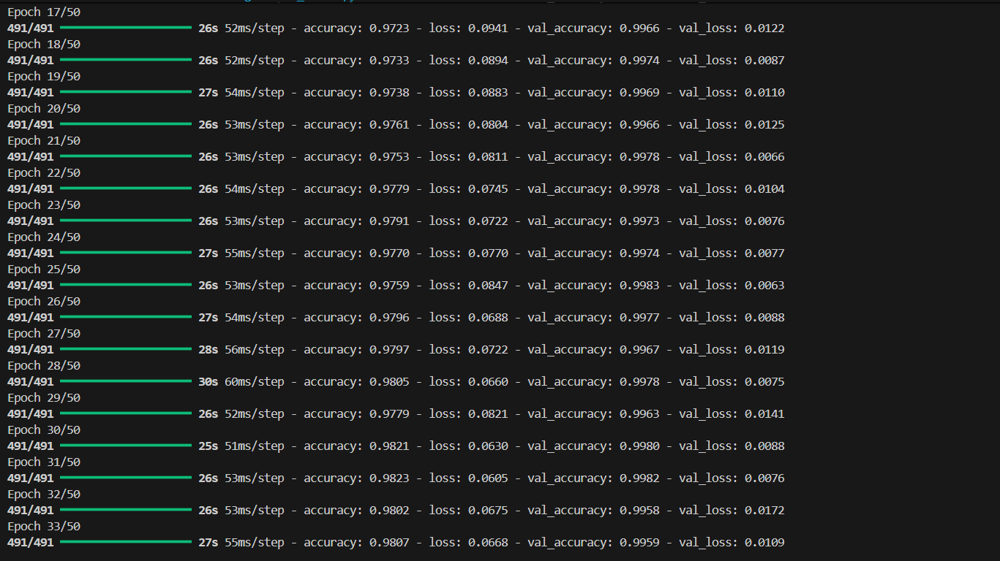 Epoch 17/50
491/491 26s 52ms/step - accuracy: 0.9723 - loss: 0.0941 - val_accuracy: 0.9966 - val_loss: 0.0122
Epoch 18/50
491/491 26s 52ms/step - accuracy: 0.9733 - loss: 0.0894 - val_accuracy: 0.9974 - val_loss: 0.0087
Epoch 19/50
491/491 27s 54ms/step - accuracy: 0.9738 - loss: 0.0883 - val_accuracy: 0.9969 - val_loss: 0.0110
Epoch 20/50
491/491 26s 53ms/step - accuracy: 0.9761 - loss: 0.0804 - val_accuracy: 0.9966 - val_loss: 0.0125
Epoch 21/50
491/491 26s 53ms/step - accuracy: 0.9753 - loss: 0.0811 - val_accuracy: 0.9978 - val_loss: 0.0066
Epoch 22/50
491/491 26s 54ms/step - accuracy: 0.9779 - loss: 0.0745 - val_accuracy: 0.9978 - val_loss: 0.0104
Epoch 23/50
491/491 26s 53ms/step - accuracy: 0.9791 - loss: 0.0722 - val_accuracy: 0.9973 - val_loss: 0.0076
Epoch 24/50
491/491 27s 55ms/step - accuracy: 0.9770 - loss: 0.0770 - val_accuracy: 0.9974 - val_loss: 0.0077
Epoch 25/50
491/491 26s 53ms/step - accuracy: 0.9759 - loss: 0.0847 - val_accuracy: 0.9983 - val_loss: 0.0063
Epoch 26/50
491/491 27s 54ms/step - accuracy: 0.9796 - loss: 0.0688 - val_accuracy: 0.9977 - val_loss: 0.0088
Epoch 27/50
491/491 28s 56ms/step - accuracy: 0.9797 - loss: 0.0722 - val_accuracy: 0.9967 - val_loss: 0.0119
Epoch 28/50
491/491 30s 60ms/step - accuracy: 0.9805 - loss: 0.0660 - val_accuracy: 0.9978 - val_loss: 0.0075
Epoch 29/50
491/491 26s 52ms/step - accuracy: 0.9779 - loss: 0.0821 - val_accuracy: 0.9963 - val_loss: 0.0141
Epoch 30/50
491/491 25s 51ms/step - accuracy: 0.9821 - loss: 0.0630 - val_accuracy: 0.9980 - val_loss: 0.0088
Epoch 31/50
491/491 26s 53ms/step - accuracy: 0.9823 - loss: 0.0605 - val_accuracy: 0.9982 - val_loss: 0.0076
Epoch 32/50
491/491 26s 53ms/step - accuracy: 0.9802 - loss: 0.0675 - val_accuracy: 0.9958 - val_loss: 0.0172
Epoch 33/50
491/491 27s 55ms/step - accuracy: 0.9807 - loss: 0.0668 - val_accuracy: 0.9959 - val_loss: 0.0109